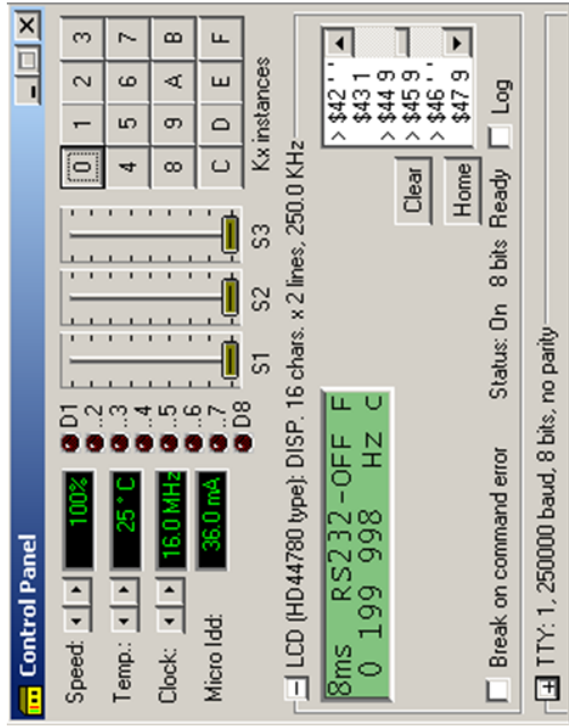 Control Panel
Speed: 100%
Temp.: 25 ° C
Clock: 16.0 MHz
Micro Idd: 36.0 mA
D1
..2
..3
..4
..5
..6
..7
D8
S1 S2 S3
0 1 2 3
4 5 6 7
8 9 A B
C D E F
Kx instances
LCD (HD44780 type): DISP. 16 chars. x 2 lines, 250.0 KHz
8ms RS232-OFF F
0 199 998 Hz C
> $42 ' '
> $43 1
> $44 9
> $45 9
> $46 ' '
> $47 9
Clear
Home
Break on command error
Status: On 8 bits Ready
Log
TTY: 1, 250000 baud, 8 bits, no parity